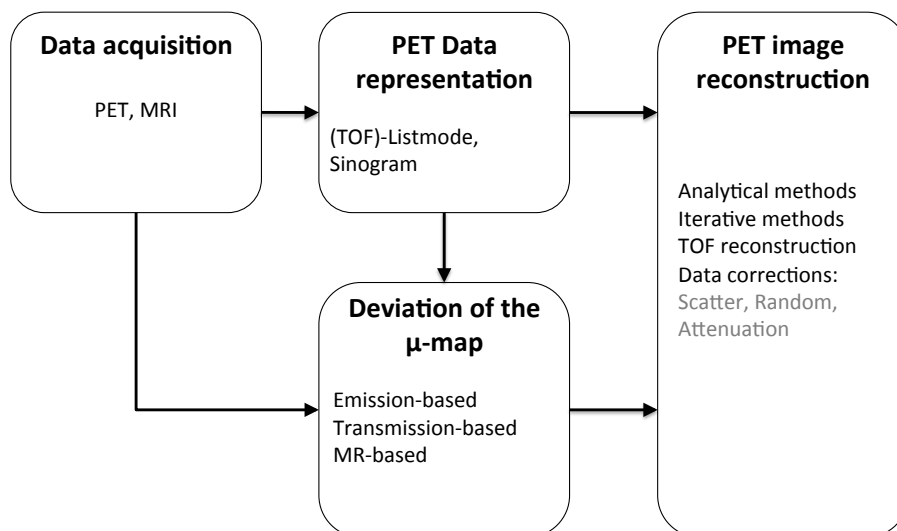 Data acquisition
PET, MRI
PET Data
representation
(TOF)-Listmode,
Sinogram
Deviation of the
μ-map
Emission-based
Transmission-based
MR-based
PET image
reconstruction
Analytical methods
Iterative methods
TOF reconstruction
Data corrections:
Scatter, Random,
Attenuation